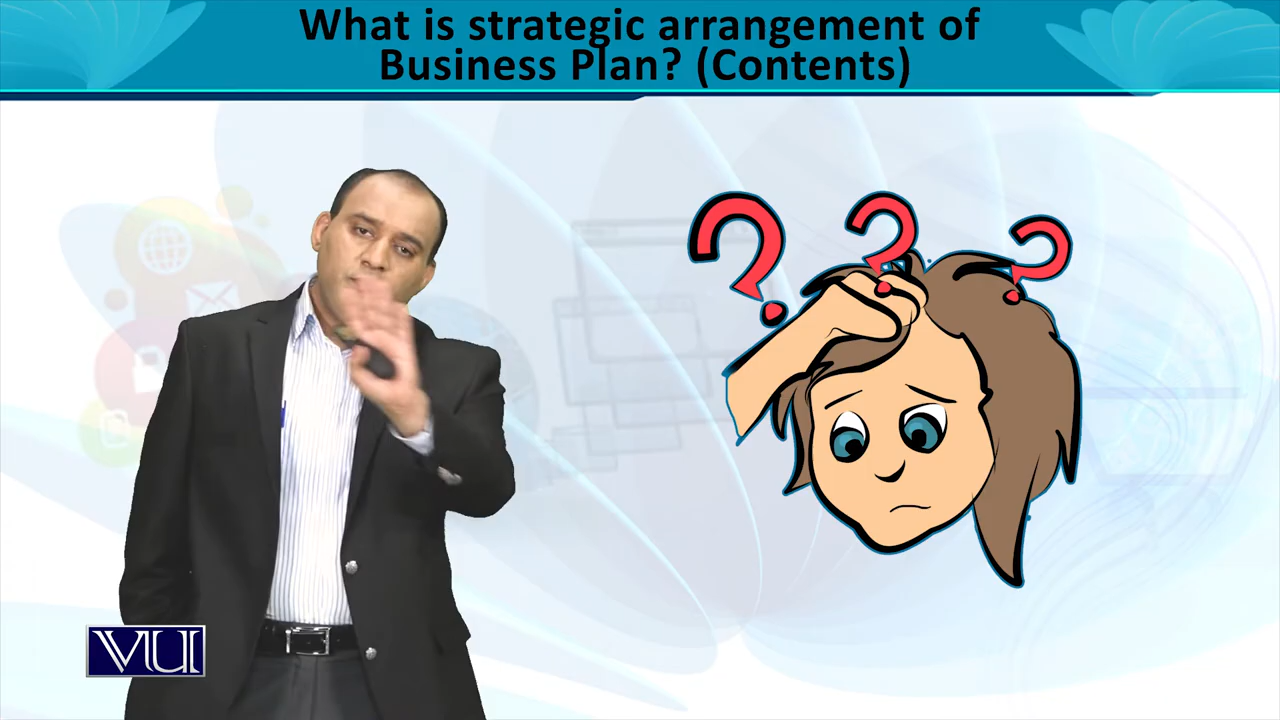 What is strategic arrangement of
Business Plan? (Contents)
? ? ?
VU